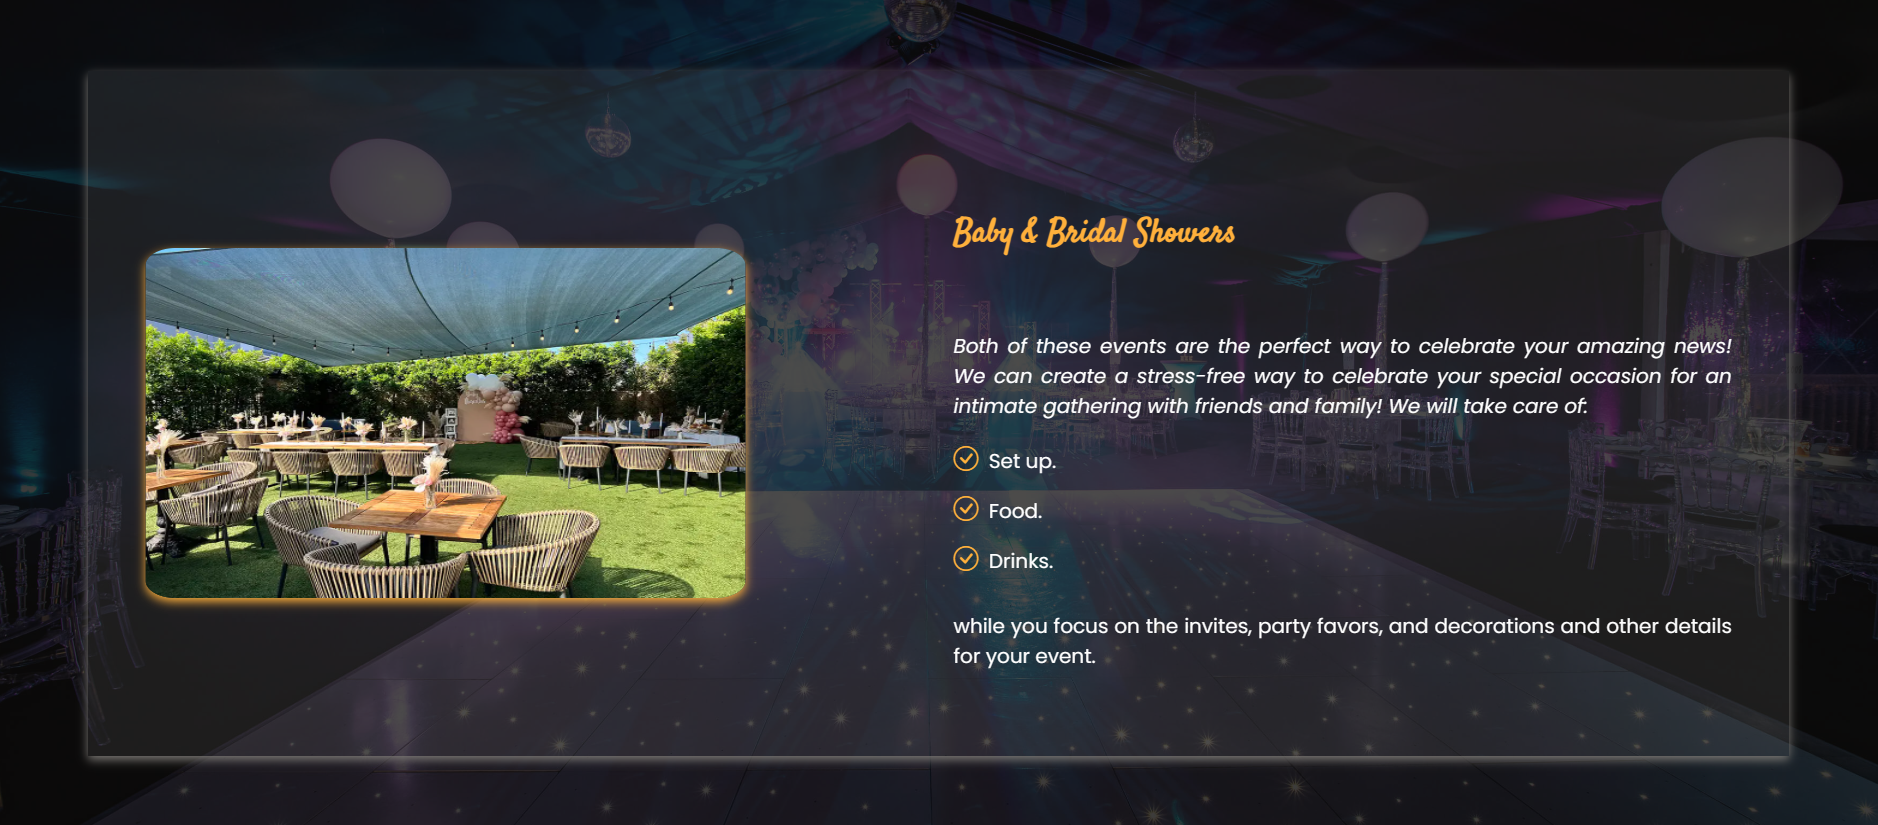 Baby & Bridal Showers
Both of these events are the perfect way to celebrate your amazing news!
We can create a stress-free way to celebrate your special occasion for an
intimate gathering with friends and family! We will take care of:
Set up.
Food.
Drinks.
while you focus on the invites, party favors, and decorations and other details
for your event.